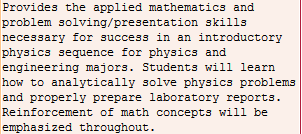 Provides the applied mathematics and
problem solving/presentation skills
necessary for success in an introductory
physics sequence for physics and
engineering majors. Students will learn
how to analytically solve physics problems
and properly prepare laboratory reports.
Reinforcement of math concepts will be
emphasized throughout.